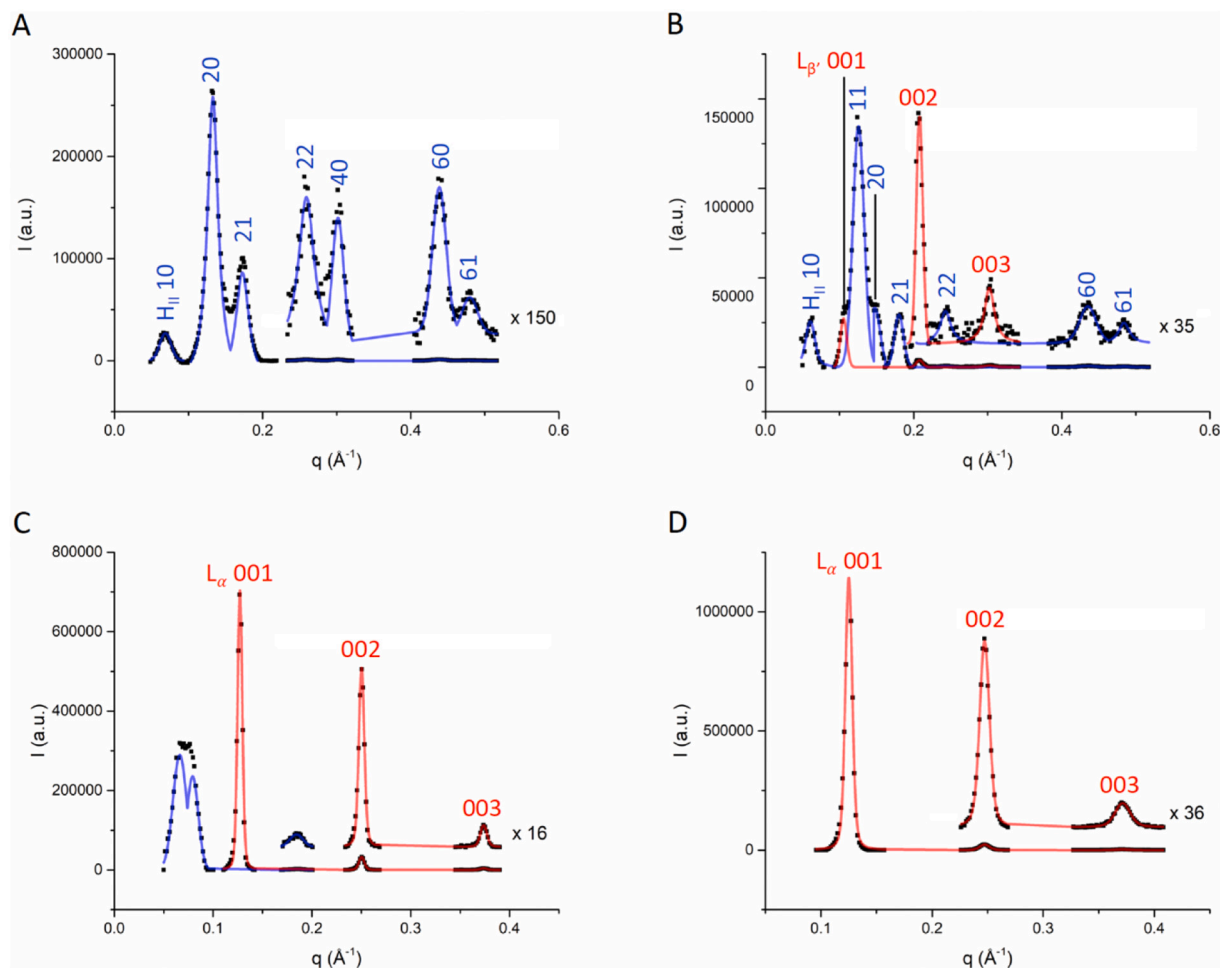 A
300000
200000
100000
0
I (a.u.)
H_II 10
20
21
22
40
60
61
x 150
0.0
0.2
0.4
0.6
q (Å⁻¹)
B
150000
100000
50000
0
I (a.u.)
L_β′ 001
H_II 10
11
20
21
002
22
003
60
61
x 35
0.0
0.2
0.4
0.6
q (Å⁻¹)
C
800000
600000
400000
200000
0
I (a.u.)
L_α 001
002
003
x 16
0.0
0.1
0.2
0.3
0.4
q (Å⁻¹)
D
1000000
500000
0
I (a.u.)
L_α 001
002
003
x 36
0.1
0.2
0.3
0.4
q (Å⁻¹)